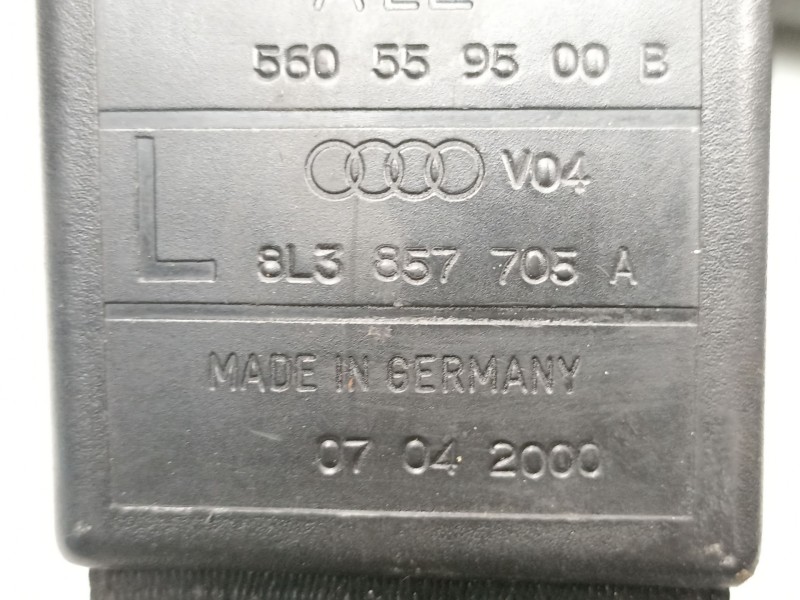 560 55 95 00 B
L V04
8L3 857 705 A
MADE IN GERMANY
07 04 2000